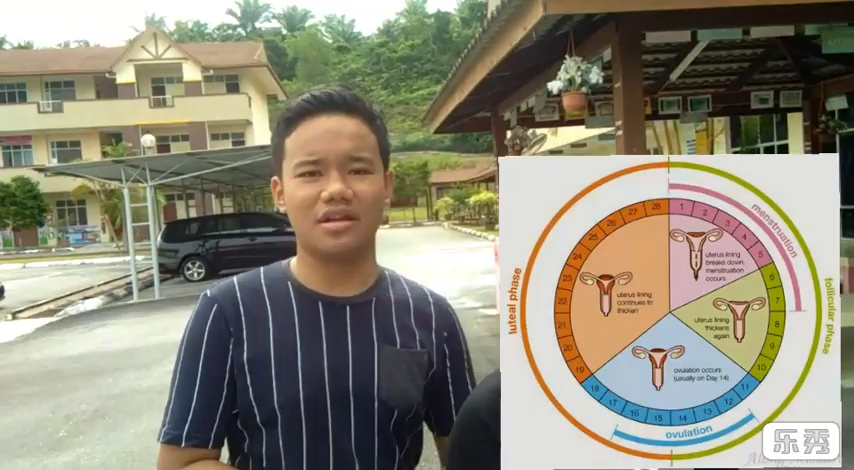 28 1 2 3 4 5 6 7 8 9 10 11 12 13 14 15 16 17 18 19 20 21 22 23 24 25 26 27
menstruation
uterus lining
breaks down,
menstruation
occurs
uterus lining
continues to
thicken
uterus lining
thickens
again
luteal phase
follicular phase
ovulation occurs
(usually on Day 14)
ovulation
乐秀